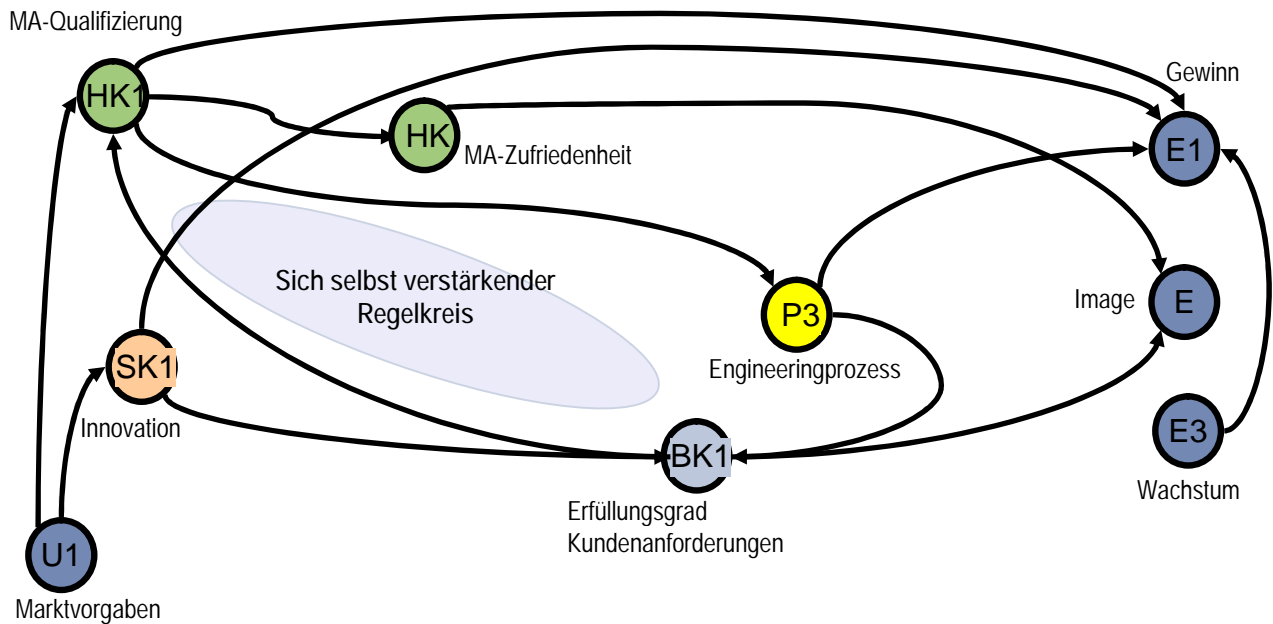 MA-Qualifizierung
HK1
Gewinn
HK
MA-Zufriedenheit
E1
Sich selbst verstärkender
Regelkreis
P3
Image
E
Engineeringprozess
SK1
Innovation
BK1
E3
Wachstum
Erfüllungsgrad
Kundenanforderungen
U1
Marktvorgaben